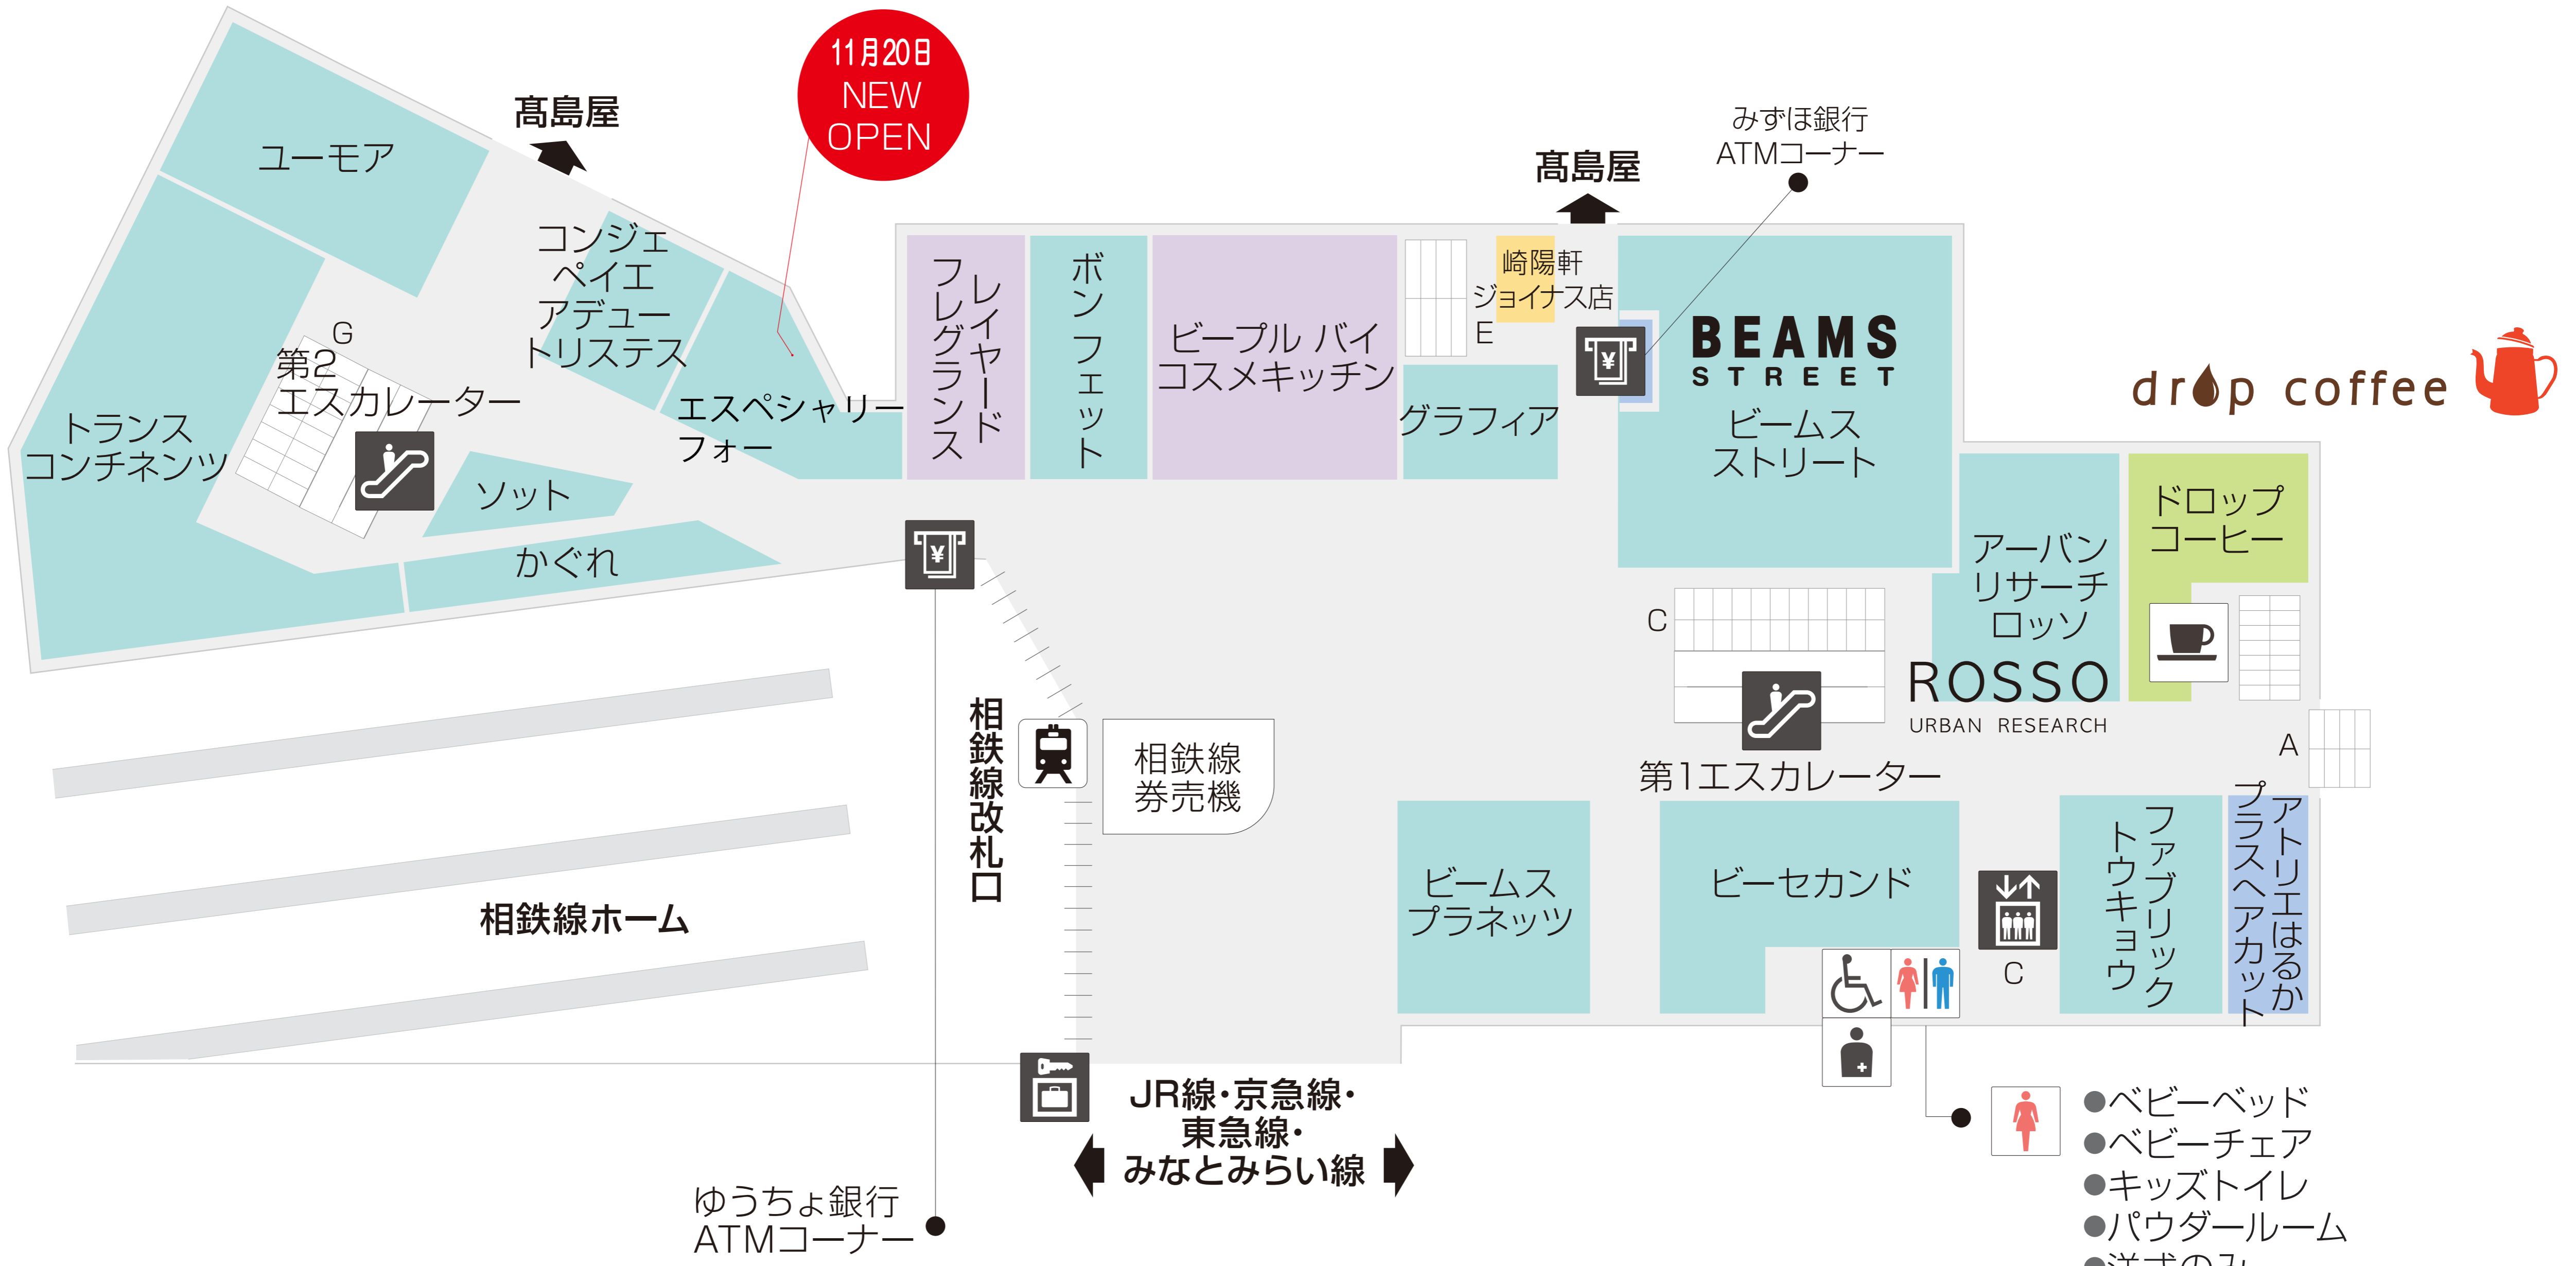 ユーモア
髙島屋
11月20日
NEW
OPEN
コンジェ
ペイエ
アデュー
トリステス
G
第2
エスカレーター
トランス
コンチネンツ
ソット
かぐれ
エスペシャリー
フォー
レイヤード
フレグランス
ボン フェット
ビープル バイ
コスメキッチン
E
崎陽軒
ジョイナス店
グラフィア
髙島屋
みずほ銀行
ATMコーナー
¥
BEAMS
STREET
ビームス
ストリート
drop coffee
ドロップ
コーヒー
アーバン
リサーチ
ロッソ
ROSSO
URBAN RESEARCH
C
第1エスカレーター
A
¥
相鉄線改札口
相鉄線
券売機
相鉄線ホーム
ビームス
プラネッツ
ビーセカンド
C
ファブリック
トウキョウ
アトリエはるか
プラスヘアカット
JR線・京急線・
東急線・
みなとみらい線
ゆうちょ銀行
ATMコーナー
●ベビーベッド
●ベビーチェア
●キッズトイレ
●パウダールーム
●洋式のみ